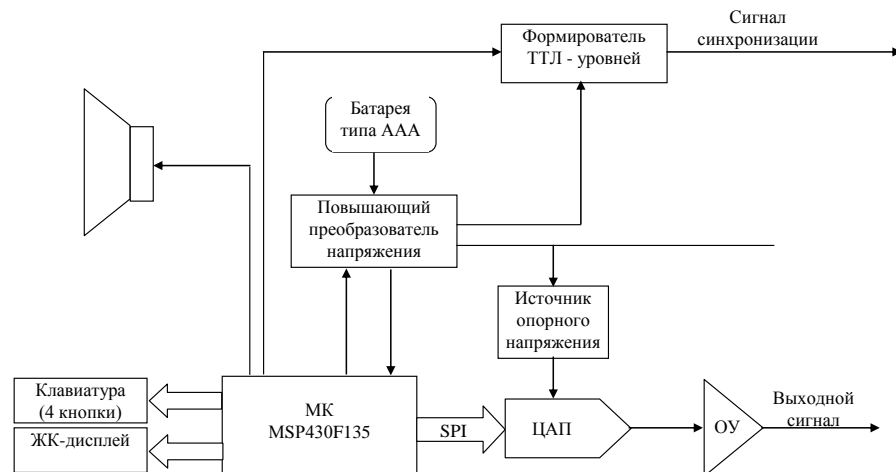 Формирователь
ТТЛ - уровней
Сигнал
синхронизации
Батарея
типа ААА
Повышающий
преобразователь
напряжения
Источник
опорного
напряжения
Клавиатура
(4 кнопки)
ЖК-дисплей
МК
MSP430F135
SPI
ЦАП
ОУ
Выходной
сигнал